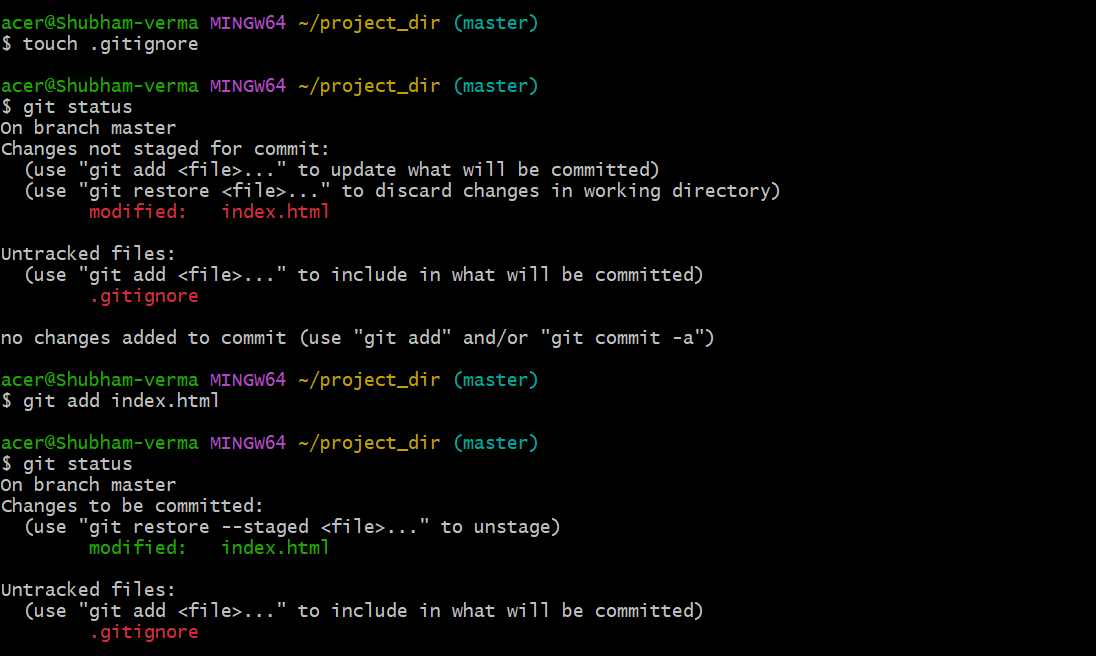 acer@Shubham-verma MINGW64 ~/project_dir (master)
$ touch .gitignore
acer@Shubham-verma MINGW64 ~/project_dir (master)
$ git status
On branch master
Changes not staged for commit:
  (use "git add <file>..." to update what will be committed)
  (use "git restore <file>..." to discard changes in working directory)
        modified:   index.html

Untracked files:
  (use "git add <file>..." to include in what will be committed)
        .gitignore

no changes added to commit (use "git add" and/or "git commit -a")

acer@Shubham-verma MINGW64 ~/project_dir (master)
$ git add index.html

acer@Shubham-verma MINGW64 ~/project_dir (master)
$ git status
On branch master
Changes to be committed:
  (use "git restore --staged <file>..." to unstage)
        modified:   index.html

Untracked files:
  (use "git add <file>..." to include in what will be committed)
        .gitignore